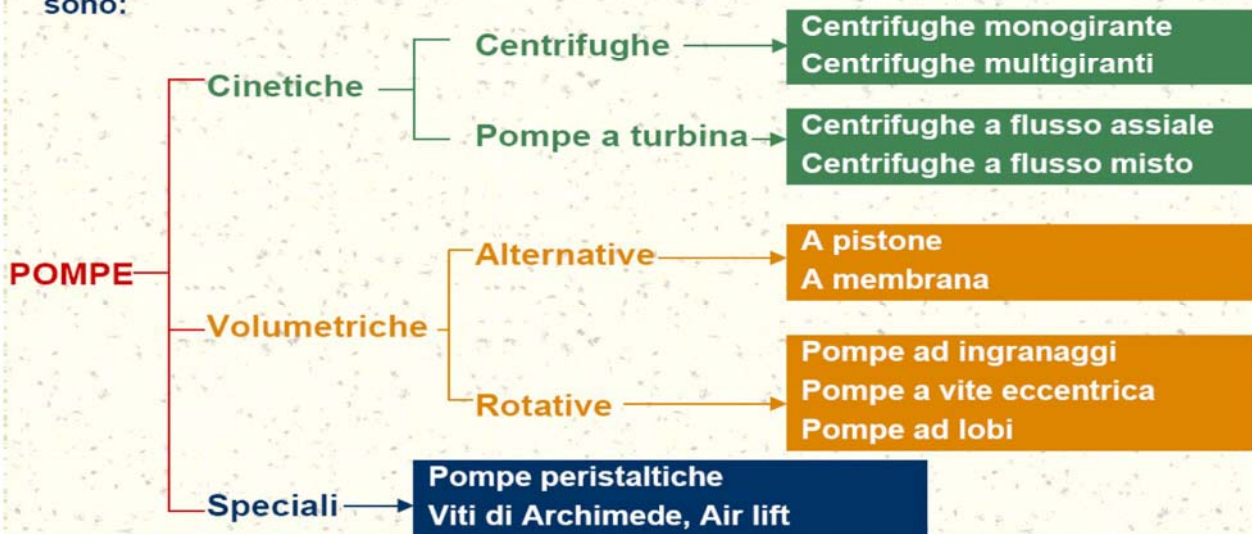 sono:
POMPE
Cinetiche
Centrifughe
Centrifughe monogirante
Centrifughe multigiranti
Pompe a turbina
Centrifughe a flusso assiale
Centrifughe a flusso misto
Volumetriche
Alternative
A pistone
A membrana
Rotative
Pompe ad ingranaggi
Pompe a vite eccentrica
Pompe ad lobi
Speciali
Pompe peristaltiche
Viti di Archimede, Air lift